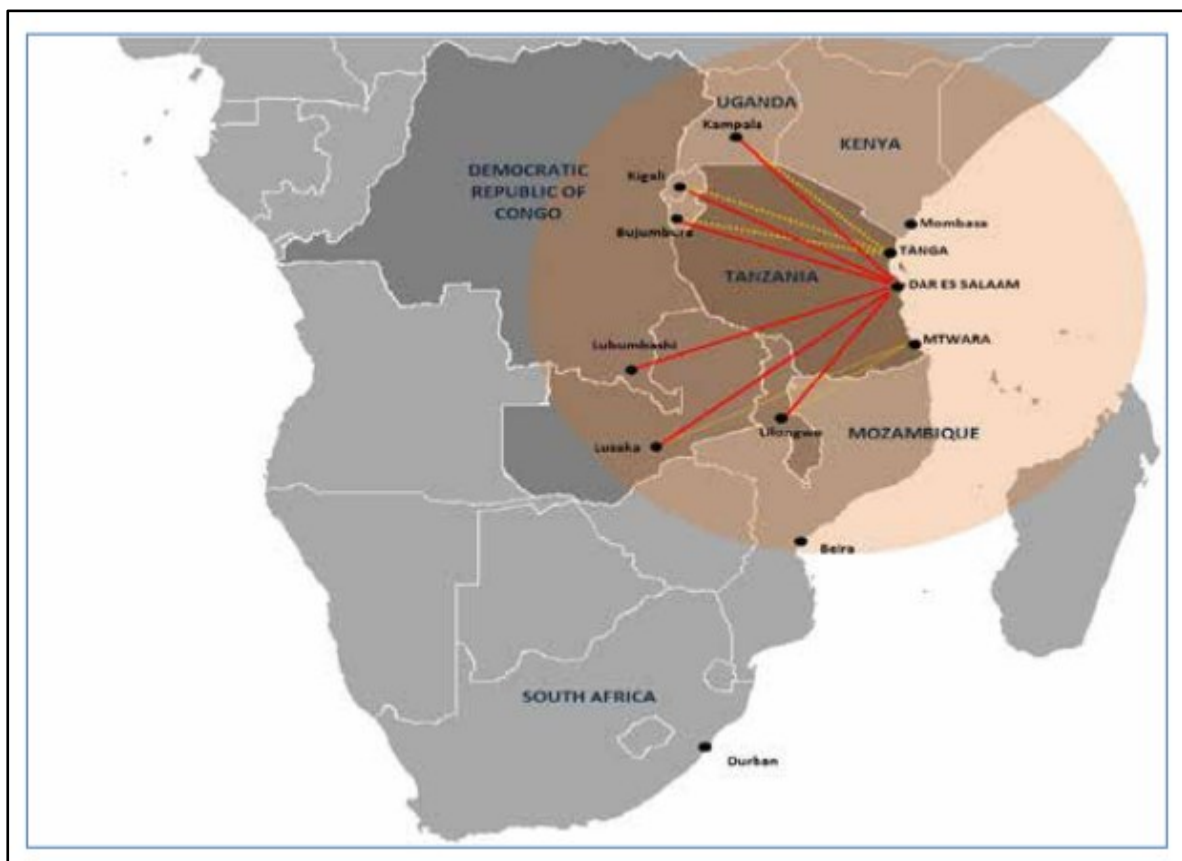 UGANDA
Kampala
KENYA
DEMOCRATIC
REPUBLIC OF
CONGO
Kigali
Bujumbura
Mombasa
TANGA
TANZANIA
DAR ES SALAAM
Lubumbashi
MTWARA
Lusaka
Lilongwe
MOZAMBIQUE
Beira
SOUTH AFRICA
Durban